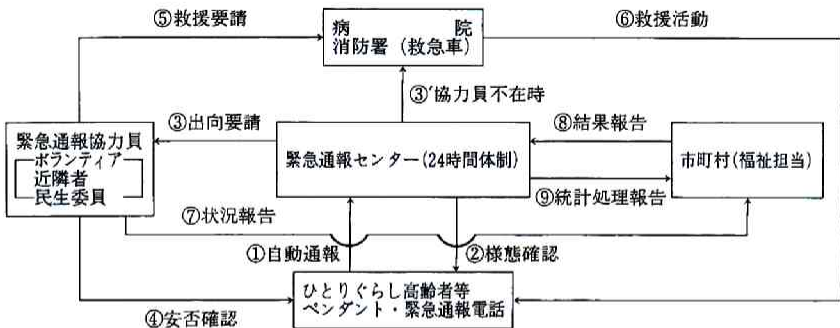 ⑤救援要請
病院
消防署(救急車)
⑥救援活動
③´協力員不在時
③出向要請
⑧結果報告
緊急通報協力員
ボランティア
近隣者
民生委員
緊急通報センター(24時間体制)
市町村(福祉担当)
⑨統計処理報告
⑦状況報告
①自動通報
②様態確認
ひとりぐらし高齢者等
ペンダント・緊急通報電話
④安否確認